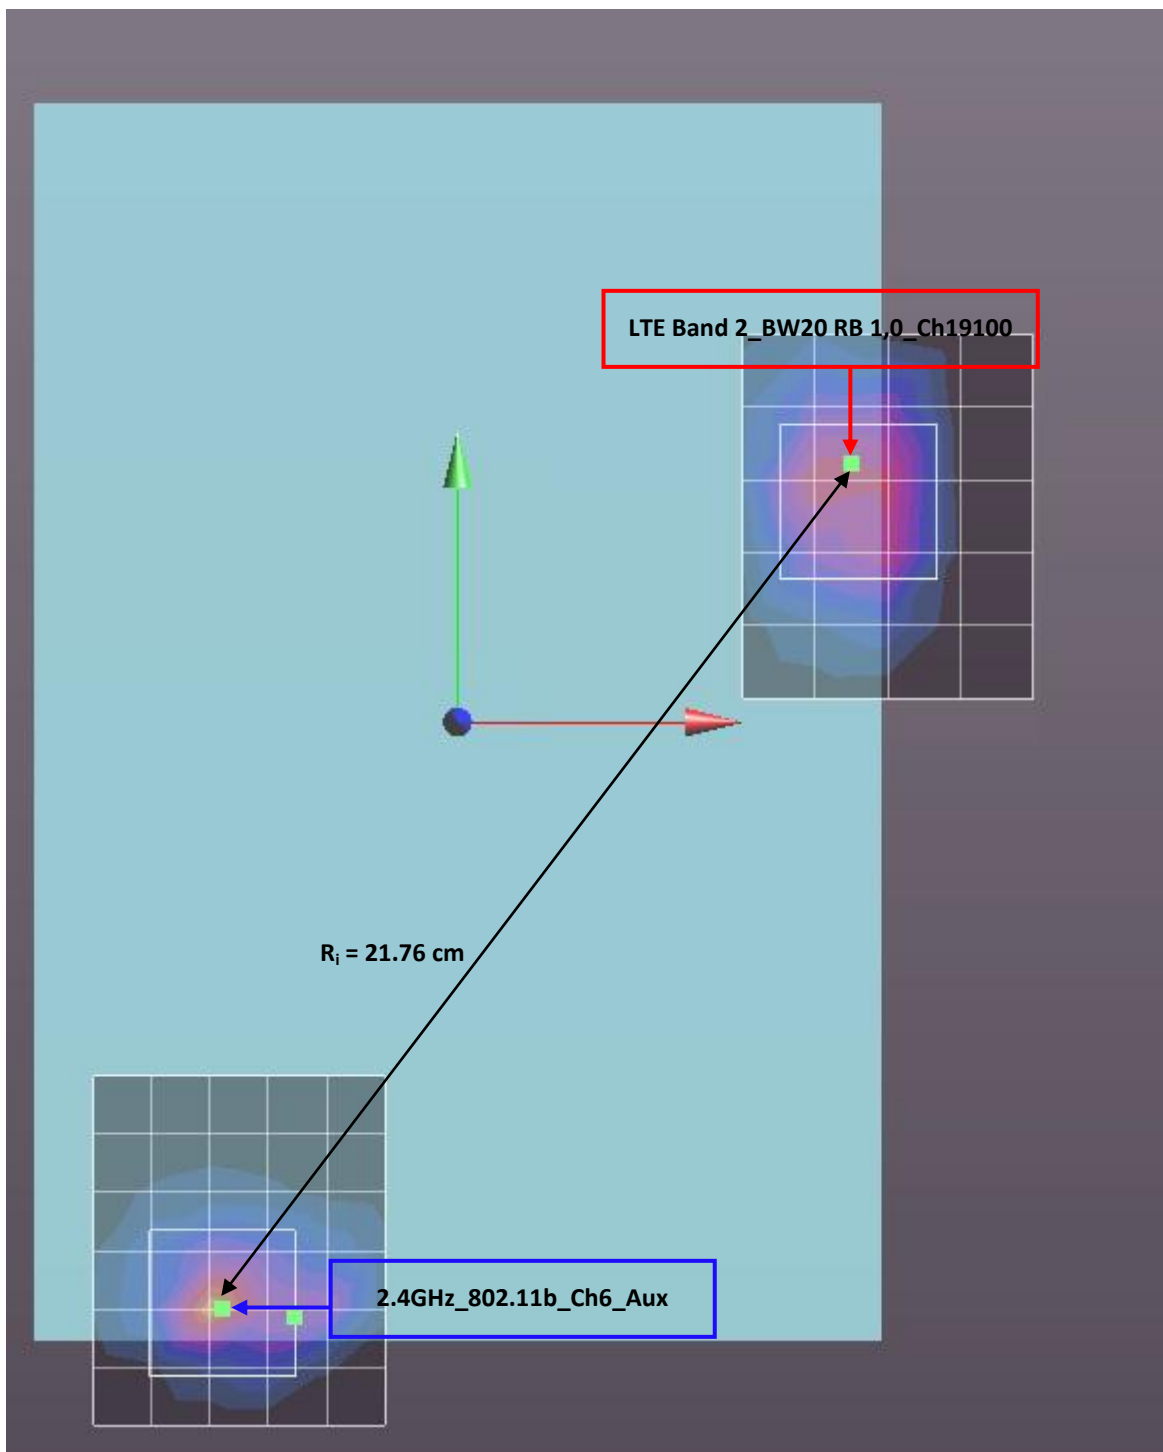 LTE Band 2_BW20 RB 1,0_Ch19100
Rᵢ = 21.76 cm
2.4GHz_802.11b_Ch6_Aux